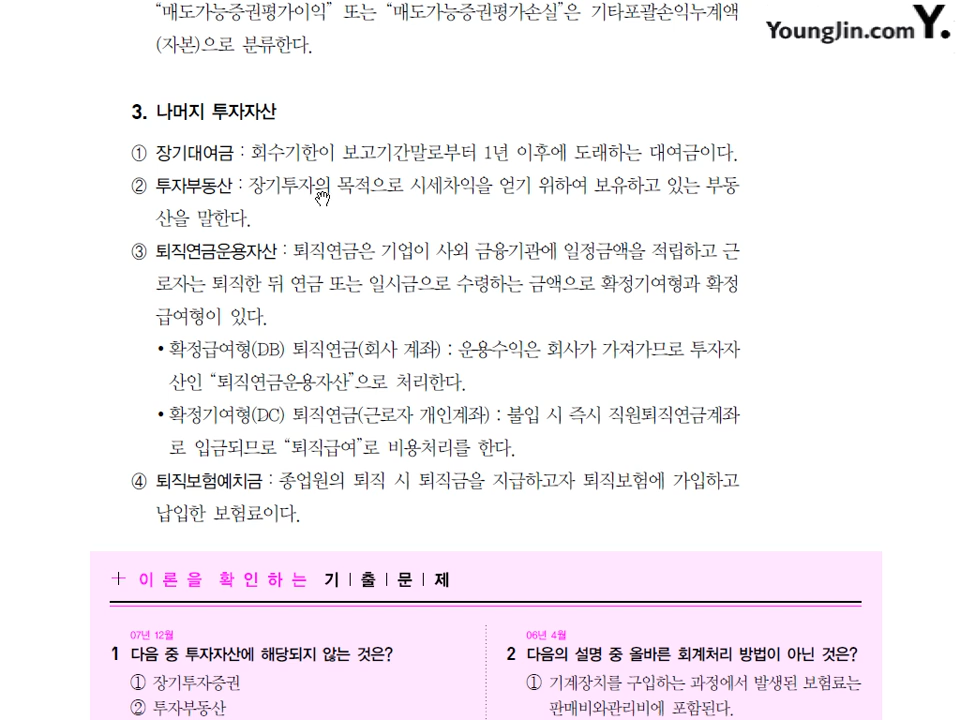 "매도가능증권평가이익" 또는 "매도가능증권평가손실"은 기타포괄손익누계액
(자본)으로 분류한다.
YoungJin.com Y.
3. 나머지 투자자산
① 장기대여금 : 회수기한이 보고기간말로부터 1년 이후에 도래하는 대여금이다.
② 투자부동산 : 장기투자의 목적으로 시세차익을 얻기 위하여 보유하고 있는 부동
산을 말한다.
③ 퇴직연금운용자산 : 퇴직연금은 기업이 사외 금융기관에 일정금액을 적립하고 근
로자는 퇴직한 뒤 연금 또는 일시금으로 수령하는 금액으로 확정기여형과 확정
급여형이 있다.
• 확정급여형(DB) 퇴직연금(회사 계좌) : 운용수익은 회사가 가져가므로 투자자
산인 "퇴직연금운용자산"으로 처리한다.
• 확정기여형(DC) 퇴직연금(근로자 개인계좌) : 불입 시 즉시 직원퇴직연금계좌
로 입금되므로 "퇴직급여"로 비용처리를 한다.
④ 퇴직보험예치금 : 종업원의 퇴직 시 퇴직금을 지급하고자 퇴직보험에 가입하고
납입한 보험료이다.
+ 이론을 확인하는 기|출|문|제
07년 12월
1 다음 중 투자자산에 해당되지 않는 것은?
① 장기투자증권
② 투자부동산
06년 4월
2 다음의 설명 중 올바른 회계처리 방법이 아닌 것은?
① 기계장치를 구입하는 과정에서 발생된 보험료는
판매비와관리비에 포함된다.